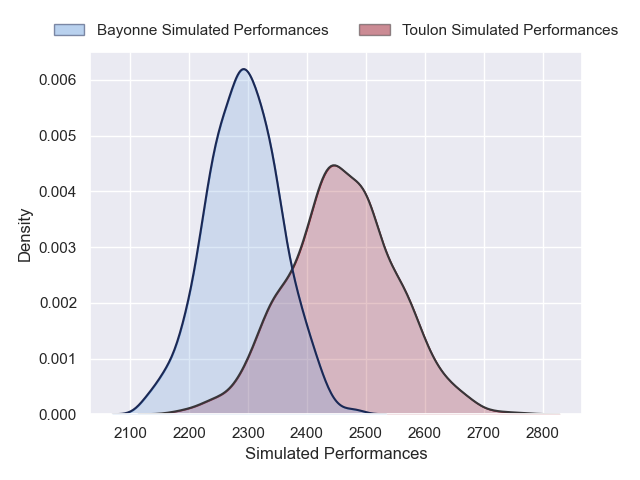 Bayonne Simulated Performances Toulon Simulated Performances
0.006
0.005
0.004
0.003
0.002
0.001
0.000
Density
2100 2200 2300 2400 2500 2600 2700 2800
Simulated Performances